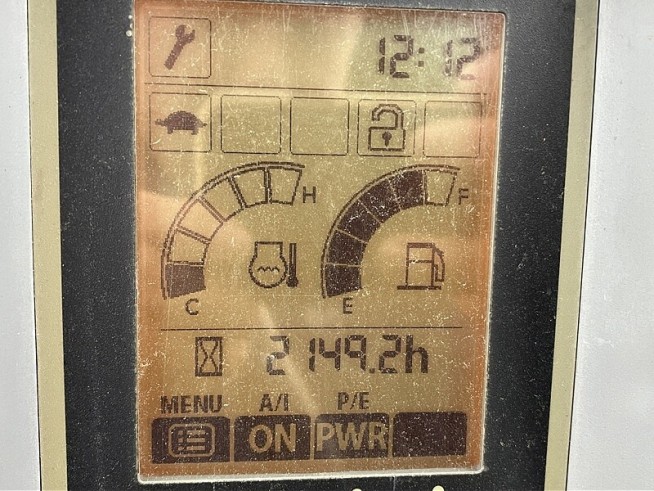 12:12
H F
C E
2149.2h
MENU A/I P/E
ON PWR